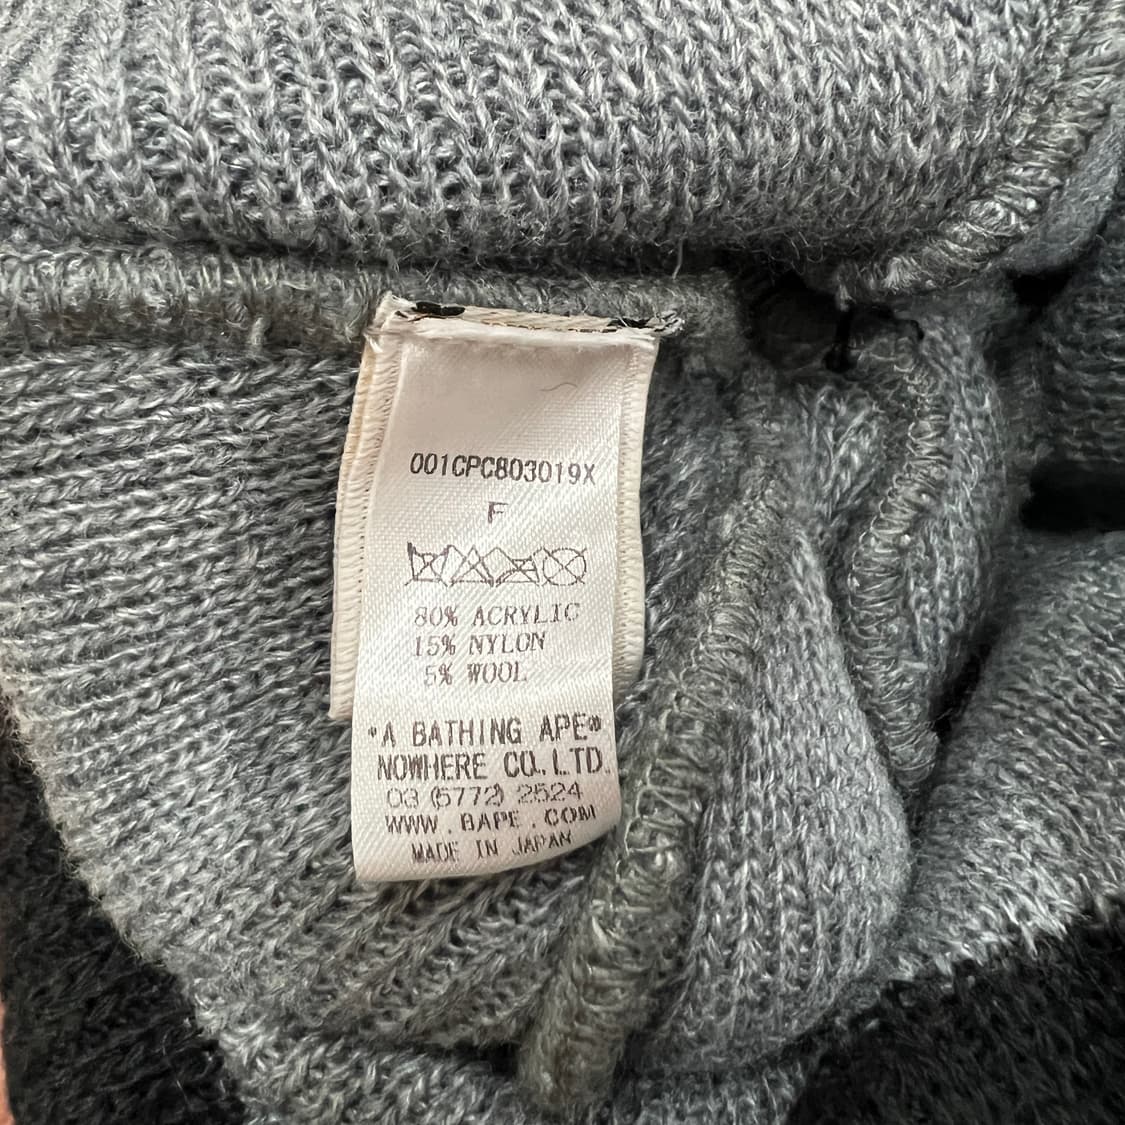 001CPC803019X
F
80% ACRYLIC
15% NYLON
5% WOOL
"A BATHING APE®
NOWHERE CO.LTD.
03 (5772) 2524
WWW.BAPE.COM
MADE IN JAPAN